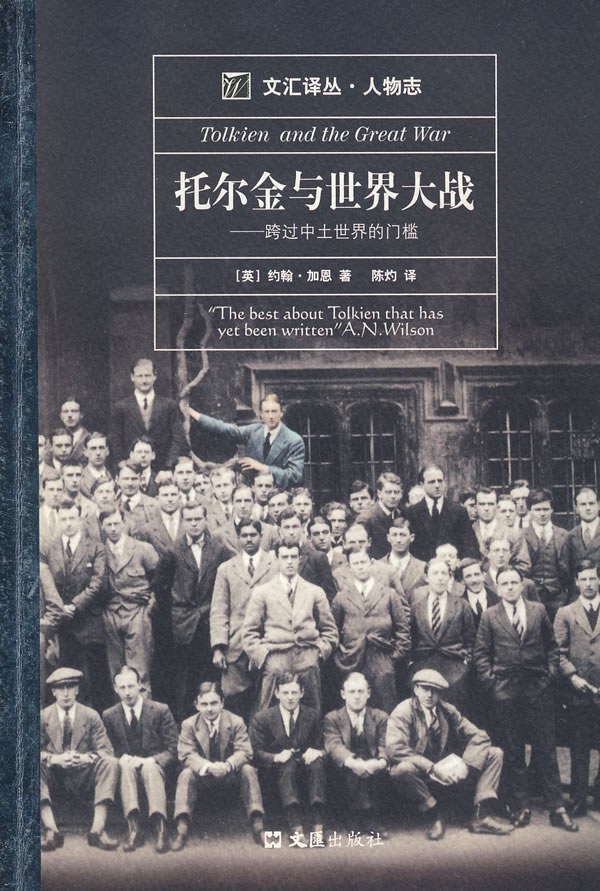 文汇译丛·人物志
Tolkien and the Great War
托尔金与世界大战
——跨过中土世界的门槛
［英］约翰·加恩 著 陈灼 译
"The best about Tolkien that has
yet been written"A.N.Wilson
文匯出版社